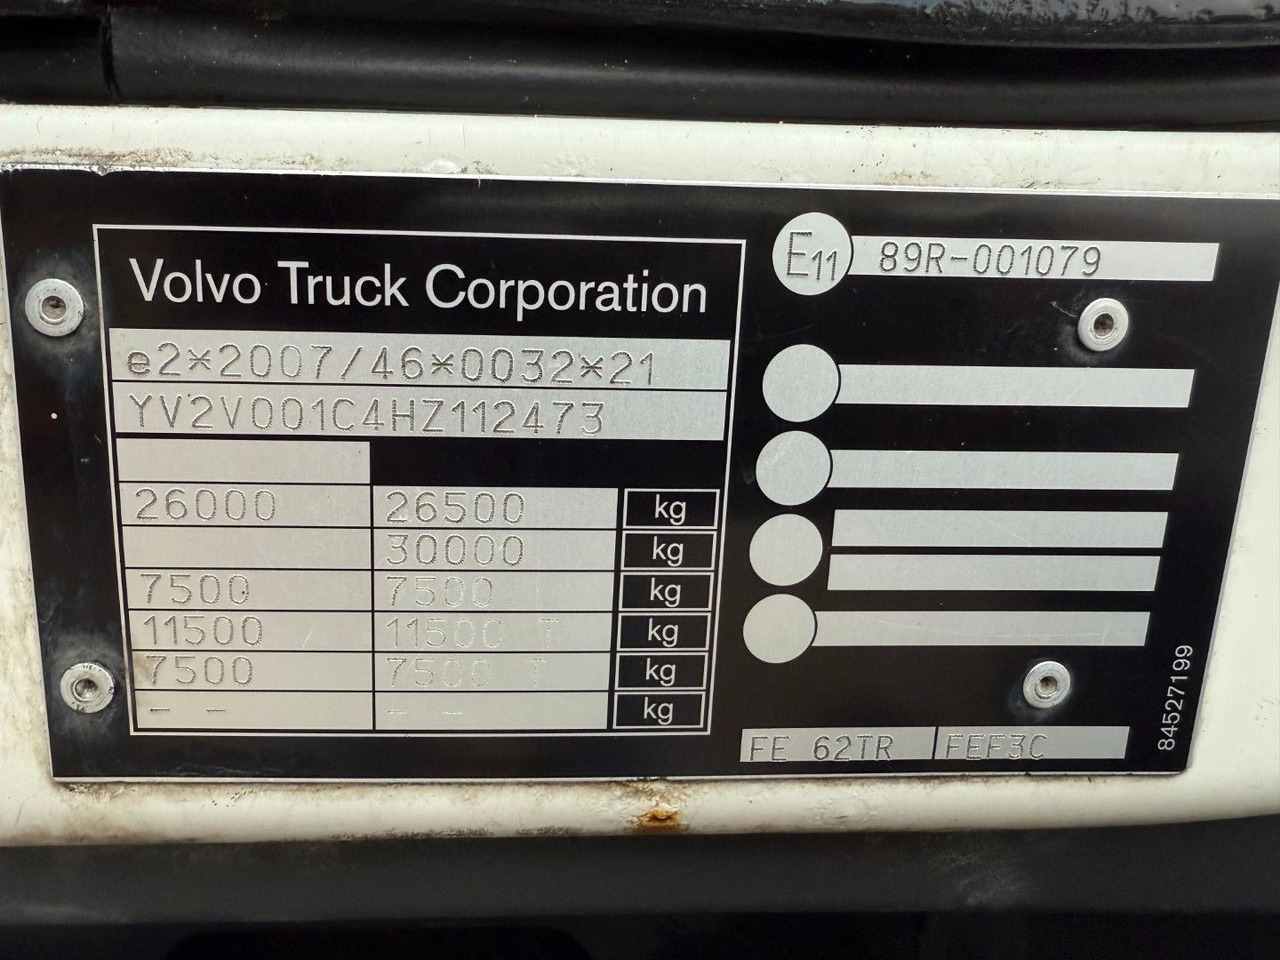 Volvo Truck Corporation
e2*2007/46*0032*21
YV2V001C4HZ112473
26000 26500 kg
30000 kg
7500 7500 kg
11500 11500 T kg
7500 7500 T kg
-- -- kg
E11 89R-001079
FE 62TR FEF3C
84527199